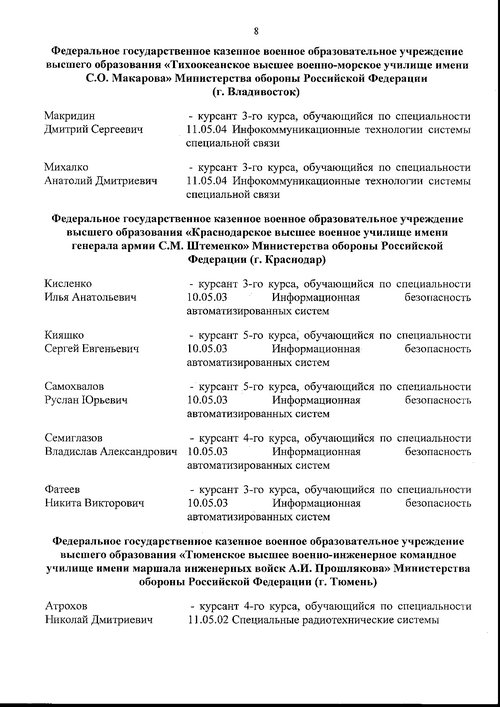 8
Федеральное государственное казенное военное образовательное учреждение
высшего образования «Тихоокеанское высшее военно-морское училище имени
С.О. Макарова» Министерства обороны Российской Федерации
(г. Владивосток)
Макридин - курсант 3-го курса, обучающийся по специальности
Дмитрий Сергеевич 11.05.04 Инфокоммуникационные технологии системы
специальной связи
Михалко - курсант 3-го курса, обучающийся по специальности
Анатолий Дмитриевич 11.05.04 Инфокоммуникационные технологии системы
специальной связи
Федеральное государственное казенное военное образовательное учреждение
высшего образования «Краснодарское высшее военное училище имени
генерала армии С.М. Штеменко» Министерства обороны Российской
Федерации (г. Краснодар)
Кисленко - курсант 3-го курса, обучающийся по специальности
Илья Анатольевич 10.05.03 Информационная безопасность
автоматизированных систем
Кияшко - курсант 5-го курса, обучающийся по специальности
Сергей Евгеньевич 10.05.03 Информационная безопасность
автоматизированных систем
Самохвалов - курсант 5-го курса, обучающийся по специальности
Руслан Юрьевич 10.05.03 Информационная безопасность
автоматизированных систем
Семиглазов - курсант 4-го курса, обучающийся по специальности
Владислав Александрович 10.05.03 Информационная безопасность
автоматизированных систем
Фатеев - курсант 3-го курса, обучающийся по специальности
Никита Викторович 10.05.03 Информационная безопасность
автоматизированных систем
Федеральное государственное казенное военное образовательное учреждение
высшего образования «Тюменское высшее военно-инженерное командное
училище имени маршала инженерных войск А.И. Прошлякова» Министерства
обороны Российской Федерации (г. Тюмень)
Атрохов - курсант 4-го курса, обучающийся по специальности
Николай Дмитриевич 11.05.02 Специальные радиотехнические системы